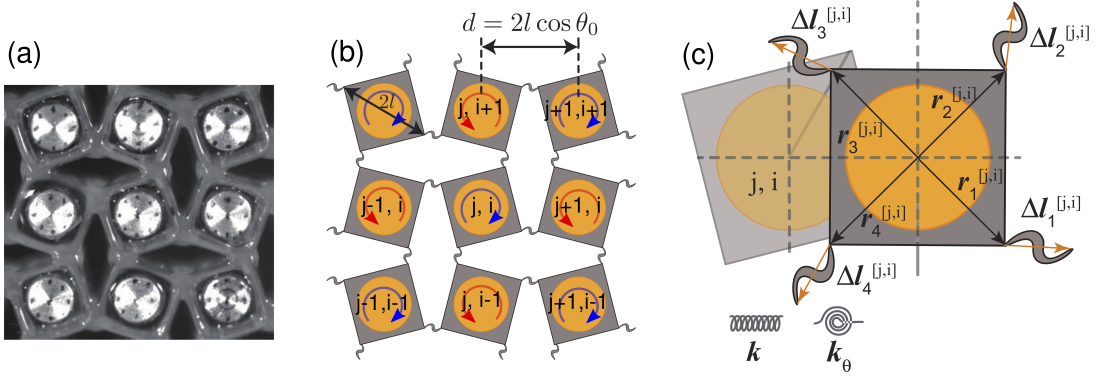 (a)
(b)
d = 2l cos θ₀
2l
j, i+1
j+1,i+1
j-1, i
j, i
j+1, i
j-1,i-1
j, i-1
j+1,i-1
(c)
Δl₃^[j,i]
Δl₂^[j,i]
r₂^[j,i]
r₃^[j,i]
j, i
r₁^[j,i]
r₄^[j,i]
Δl₁^[j,i]
Δl₄^[j,i]
k
k_θ